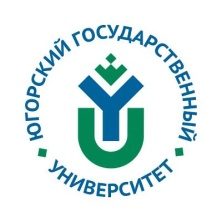 ЮГОРСКИЙ ГОСУДАРСТВЕННЫЙ
УНИВЕРСИТЕТ